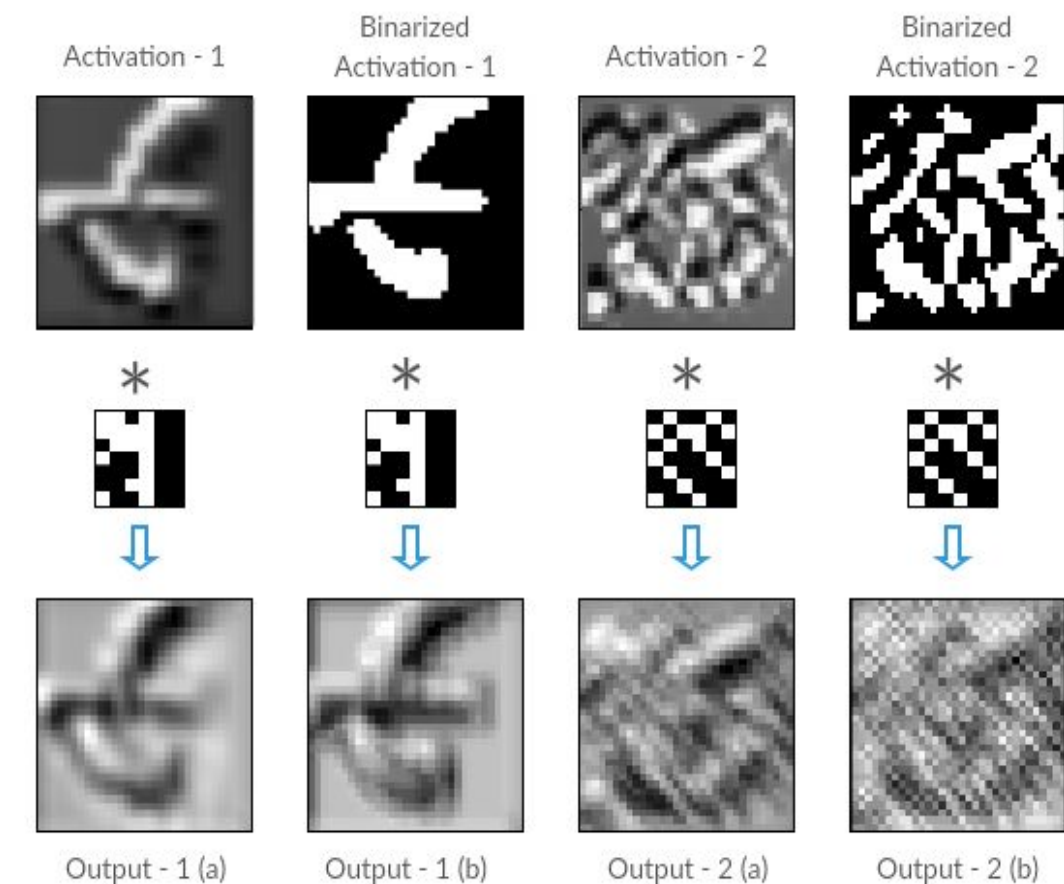 Activation - 1
Binarized
Activation - 1
Activation - 2
Binarized
Activation - 2
*
*
*
*
Output - 1 (a)
Output - 1 (b)
Output - 2 (a)
Output - 2 (b)